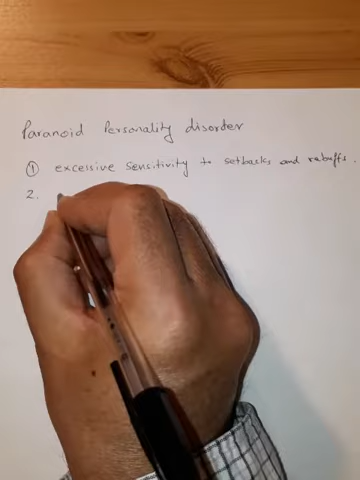 Paranoid Personality disorder
① excessive sensitivity to setbacks and rebuffs.
2.